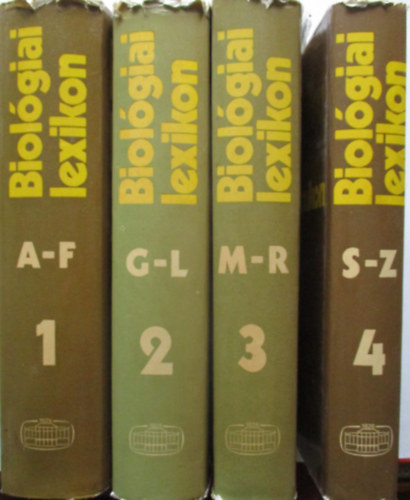 Biológiai
lexikon
A-F
1
Biológiai
lexikon
G-L
2
Biológiai
lexikon
M-R
3
Biológiai
lexikon
S-Z
4